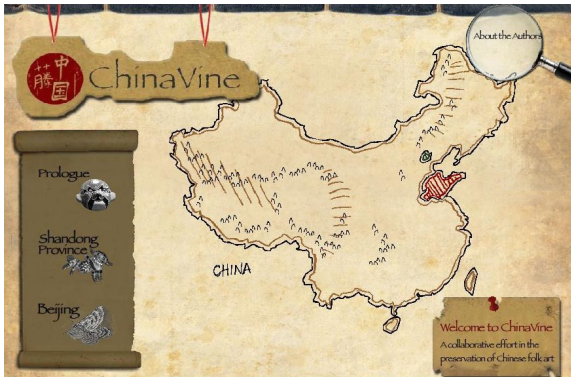 About the Authors
中国
藤
ChinaVine
Prologue
Shandong
Province
Beijing
CHINA
Welcome to ChinaVine
A collaborative effort in the
preservation of Chinese folk art